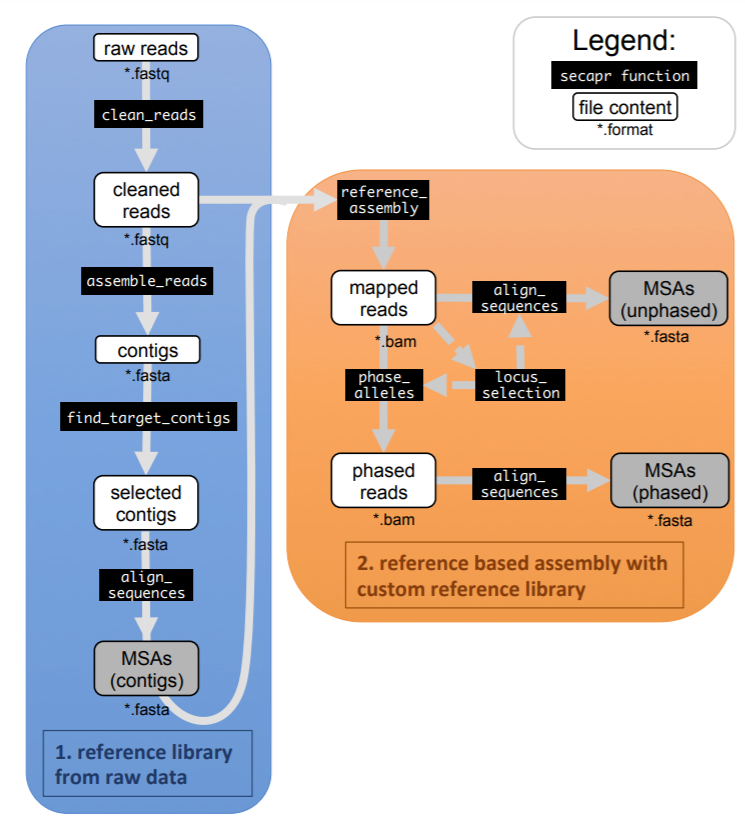 raw reads
*.fastq
clean_reads
cleaned
reads
*.fastq
assemble_reads
contigs
*.fasta
find_target_contigs
selected
contigs
*.fasta
align_
sequences
MSAs
(contigs)
*.fasta
1. reference library
from raw data
Legend:
secapr function
file content
*.format
reference_
assembly
mapped
reads
*.bam
align_
sequences
MSAs
(unphased)
*.fasta
phase_
alleles
locus_
selection
phased
reads
*.bam
align_
sequences
MSAs
(phased)
*.fasta
2. reference based assembly with
custom reference library